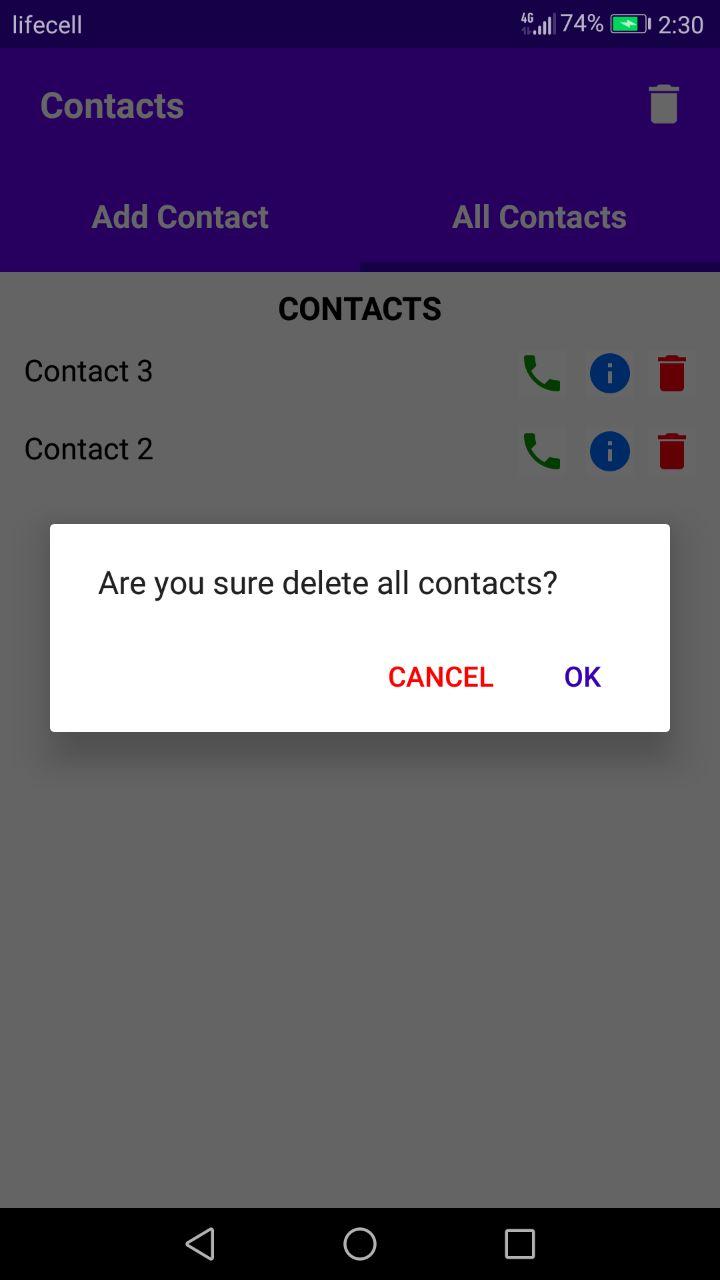 lifecell 4G 74% 2:30
Contacts
Add Contact All Contacts
CONTACTS
Contact 3
Contact 2
Are you sure delete all contacts?
CANCEL OK